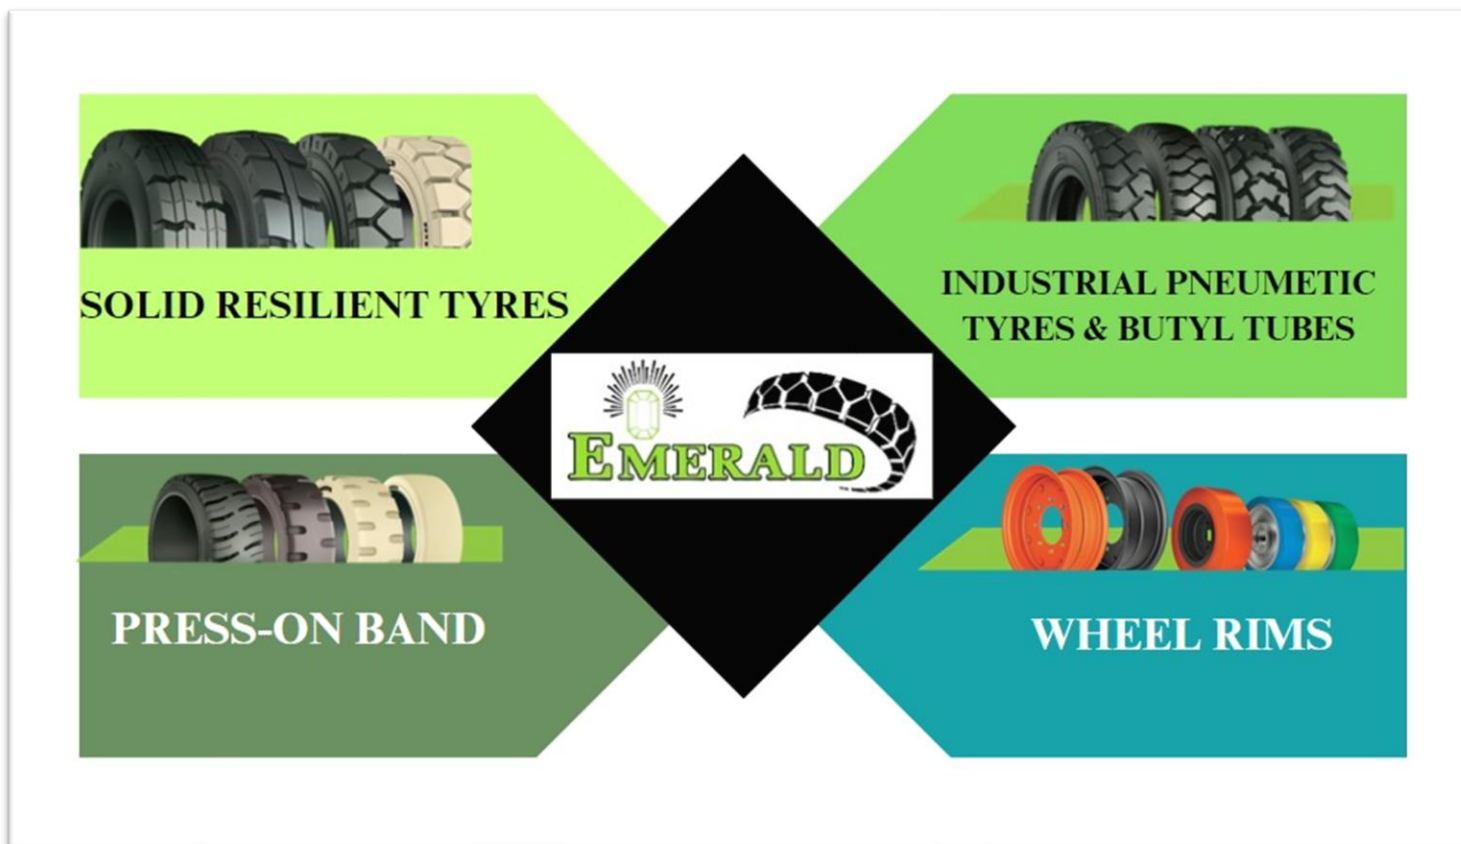 SOLID RESILIENT TYRES
INDUSTRIAL PNEUMETIC
TYRES & BUTYL TUBES
EMERALD
PRESS-ON BAND
WHEEL RIMS